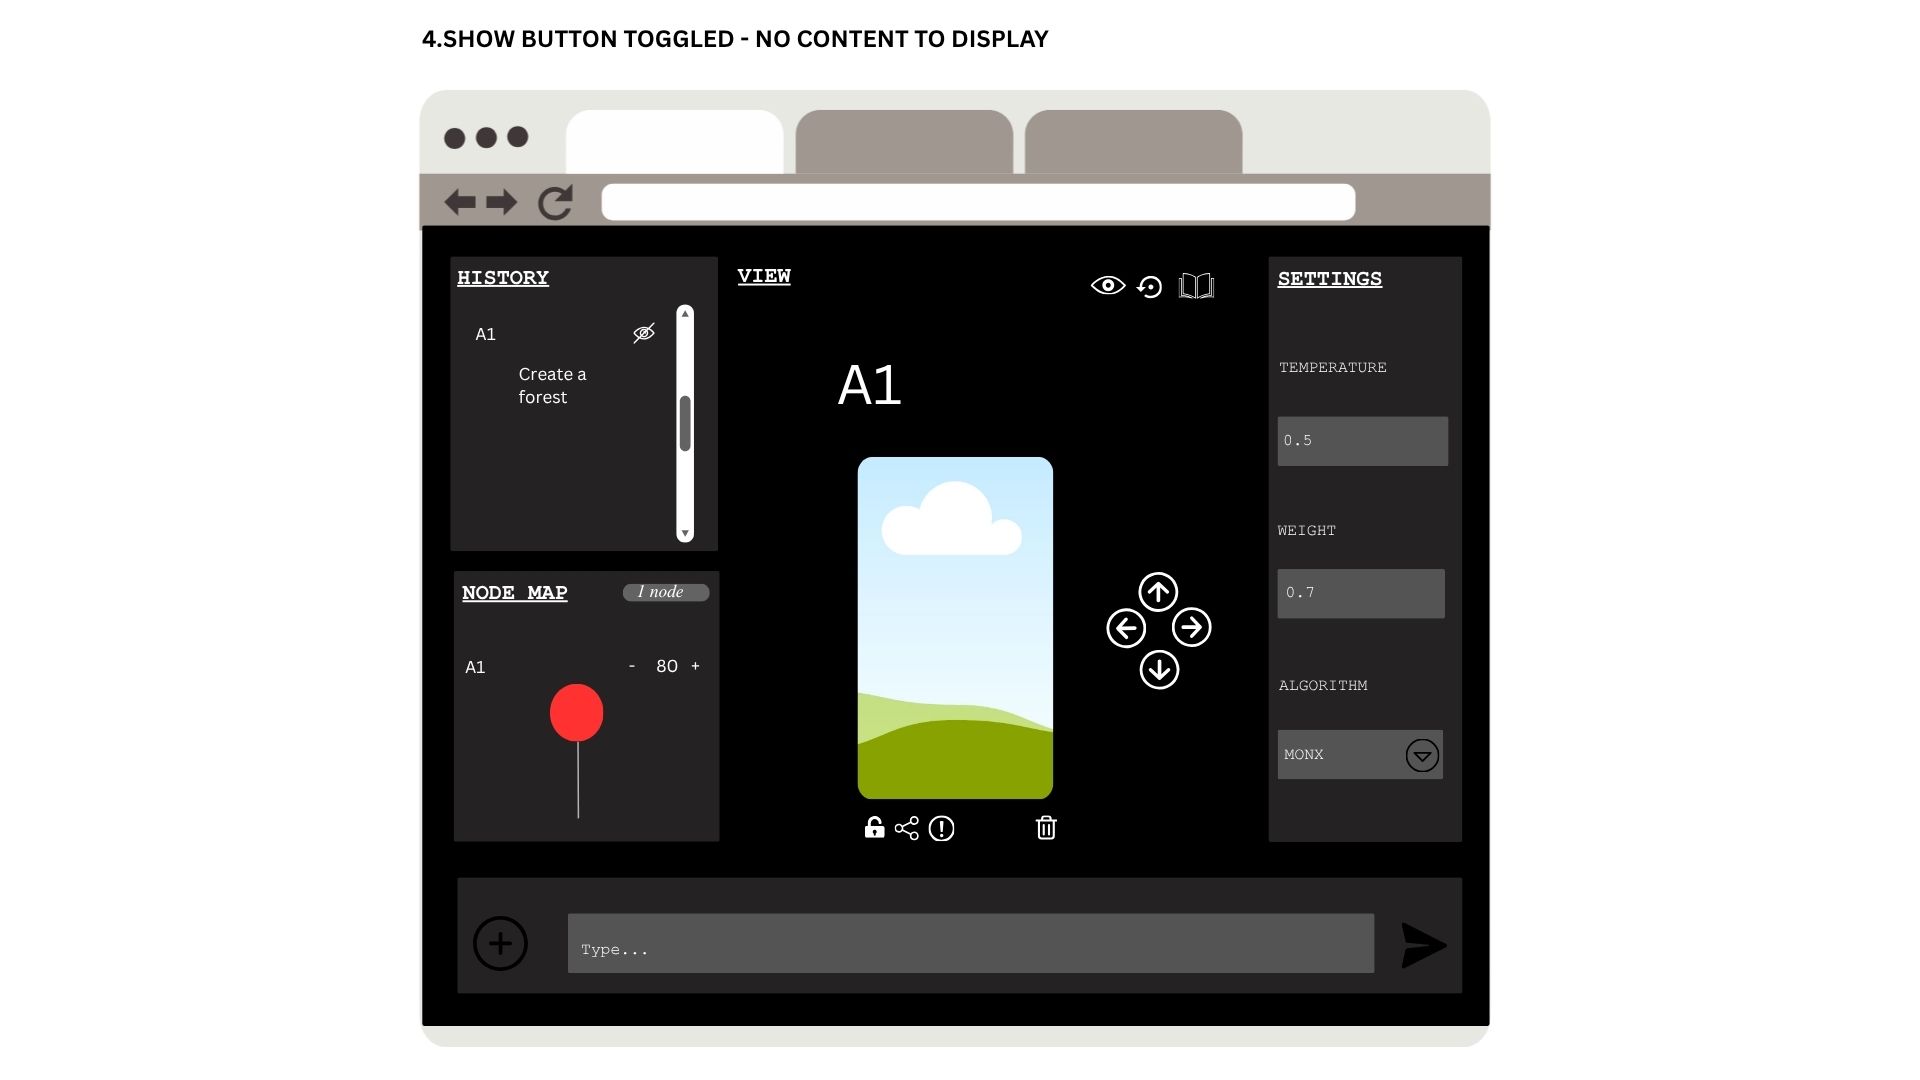 4.SHOW BUTTON TOGGLED - NO CONTENT TO DISPLAY
HISTORY
A1
Create a
forest
NODE MAP
1 node
A1
- 80 +
VIEW
A1
SETTINGS
TEMPERATURE
0.5
WEIGHT
0.7
ALGORITHM
MONX
Type...